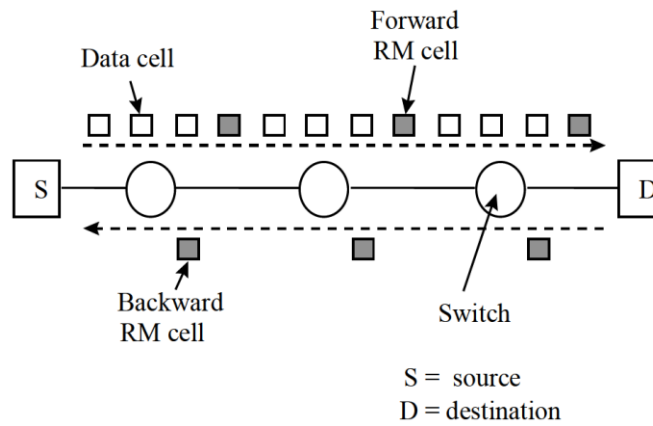 Forward
RM cell
Data cell
S
D
Backward
RM cell
Switch
S = source
D = destination